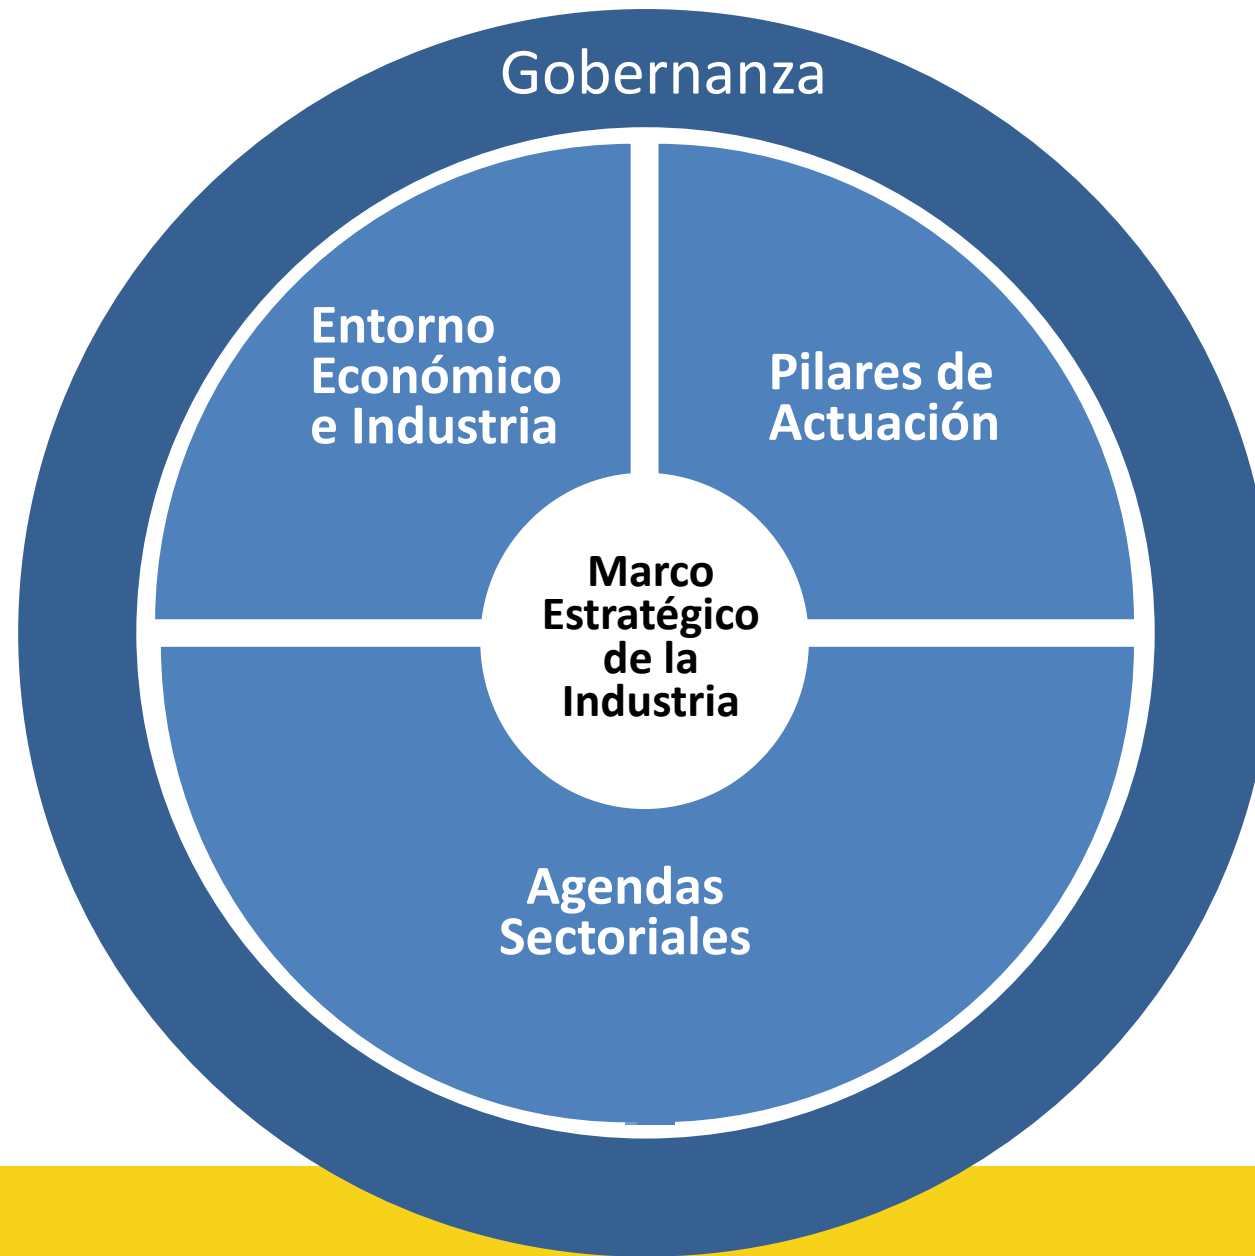 Gobernanza
Entorno
Económico
e Industria
Pilares de
Actuación
Marco
Estratégico
de la
Industria
Agendas
Sectoriales